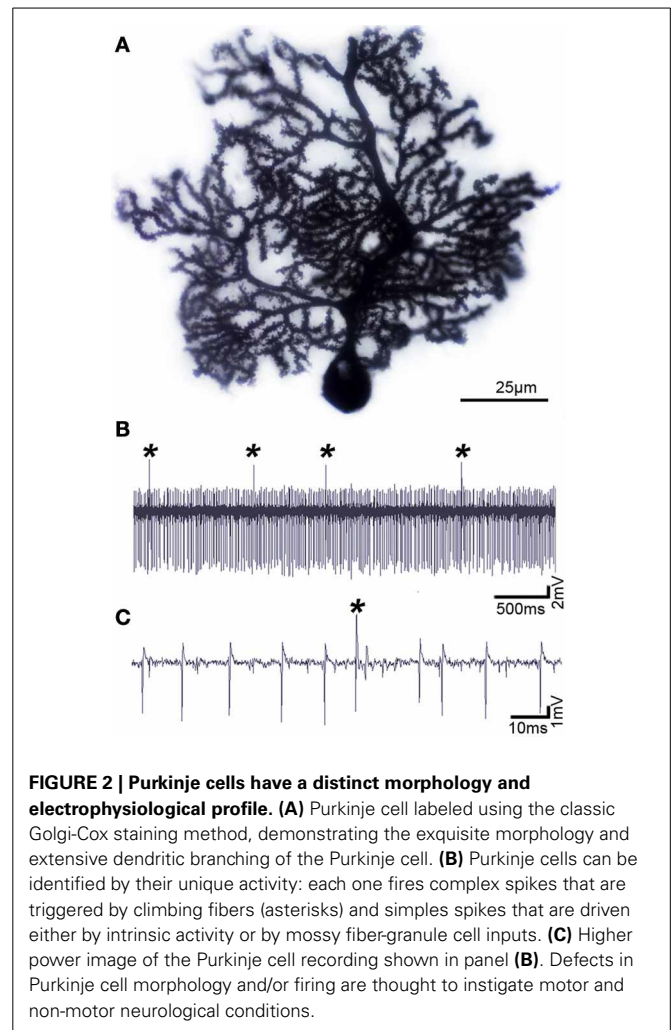 A
25µm
B
* * * *
500ms
2mV
C
*
10ms
1mV
FIGURE 2 | Purkinje cells have a distinct morphology and
electrophysiological profile. (A) Purkinje cell labeled using the classic
Golgi-Cox staining method, demonstrating the exquisite morphology and
extensive dendritic branching of the Purkinje cell. (B) Purkinje cells can be
identified by their unique activity: each one fires complex spikes that are
triggered by climbing fibers (asterisks) and simples spikes that are driven
either by intrinsic activity or by mossy fiber-granule cell inputs. (C) Higher
power image of the Purkinje cell recording shown in panel (B). Defects in
Purkinje cell morphology and/or firing are thought to instigate motor and
non-motor neurological conditions.